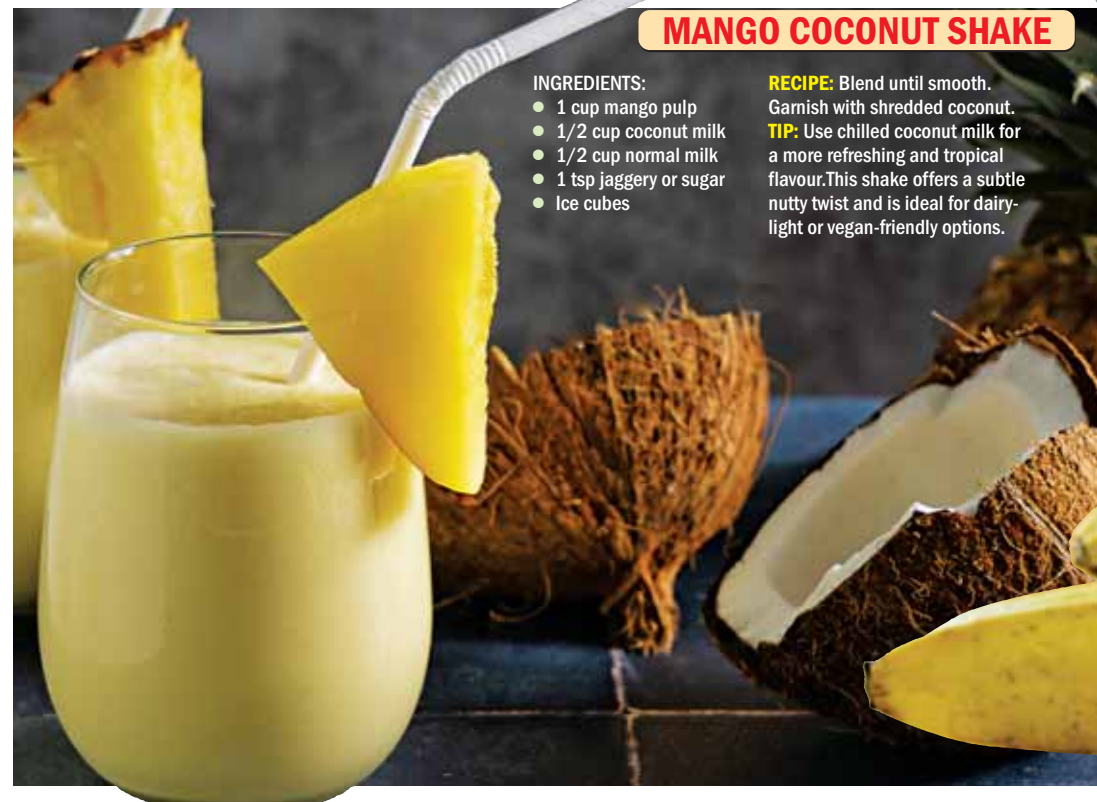 MANGO COCONUT SHAKE
INGREDIENTS:
● 1 cup mango pulp
● 1/2 cup coconut milk
● 1/2 cup normal milk
● 1 tsp jaggery or sugar
● Ice cubes
RECIPE: Blend until smooth.
Garnish with shredded coconut.
TIP: Use chilled coconut milk for
a more refreshing and tropical
flavour.This shake offers a subtle
nutty twist and is ideal for dairy-
light or vegan-friendly options.